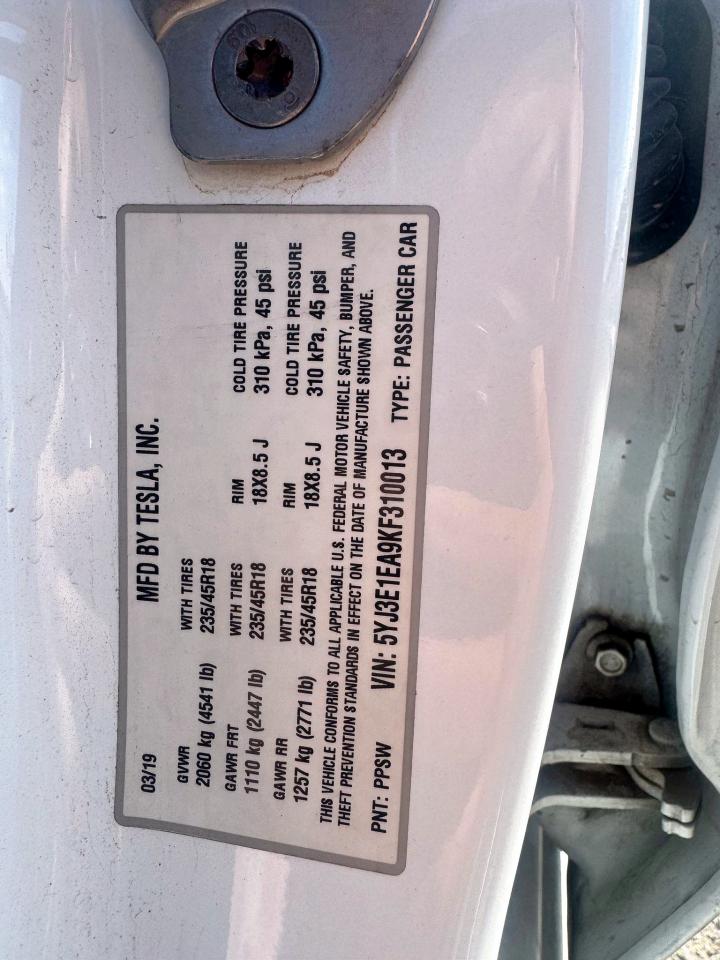 03/19 MFD BY TESLA, INC.
GVWR WITH TIRES
2060 kg (4541 lb) 235/45R18
GAWR FRT WITH TIRES RIM COLD TIRE PRESSURE
1110 kg (2447 lb) 235/45R18 18X8.5 J 310 kPa, 45 psi
GAWR RR WITH TIRES RIM COLD TIRE PRESSURE
1257 kg (2771 lb) 235/45R18 18X8.5 J 310 kPa, 45 psi
THIS VEHICLE CONFORMS TO ALL APPLICABLE U.S. FEDERAL MOTOR VEHICLE SAFETY, BUMPER, AND
THEFT PREVENTION STANDARDS IN EFFECT ON THE DATE OF MANUFACTURE SHOWN ABOVE.
PNT: PPSW VIN: 5YJ3E1EA9KF310013 TYPE: PASSENGER CAR